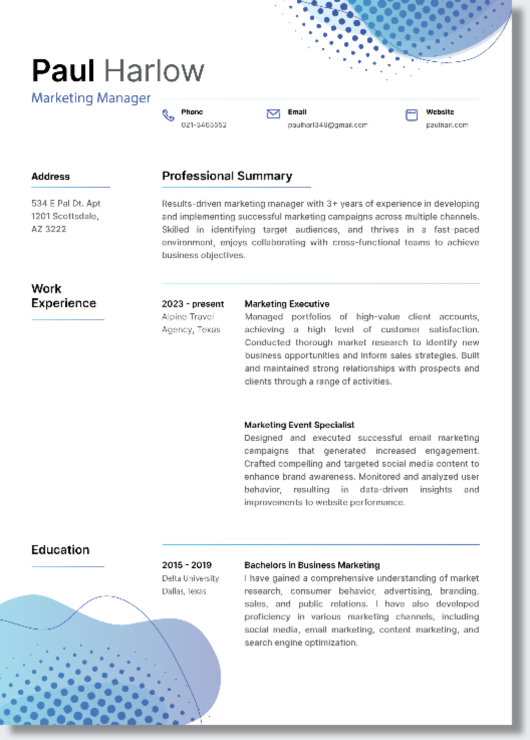 Paul Harlow
Marketing Manager
Phone
021-3465552
Email
paulharl346@gmail.com
Website
paulharl.com
Address
534 E Pal Dt. Apt
1201 Scottsdale,
AZ 3222
Professional Summary
Results-driven marketing manager with 3+ years of experience in developing
and implementing successful marketing campaigns across multiple channels.
Skilled in identifying target audiences, and thrives in a fast-paced
environment, enjoys collaborating with cross-functional teams to achieve
business objectives.
Work
Experience
2023 - present
Alpine Travel
Agency, Texas
Marketing Executive
Managed portfolios of high-value client accounts,
achieving a high level of customer satisfaction.
Conducted thorough market research to identify new
business opportunities and inform sales strategies. Built
and maintained strong relationships with prospects and
clients through a range of activities.
Marketing Event Specialist
Designed and executed successful email marketing
campaigns that generated increased engagement.
Crafted compelling and targeted social media content to
enhance brand awareness. Monitored and analyzed user
behavior, resulting in data-driven insights and
improvements to website performance.
Education
2015 - 2019
Delta University
Dallas, Texas
Bachelors in Business Marketing
I have gained a comprehensive understanding of market
research, consumer behavior, advertising, branding,
sales, and public relations. I have also developed
proficiency in various marketing channels, including
social media, email marketing, content marketing, and
search engine optimization.